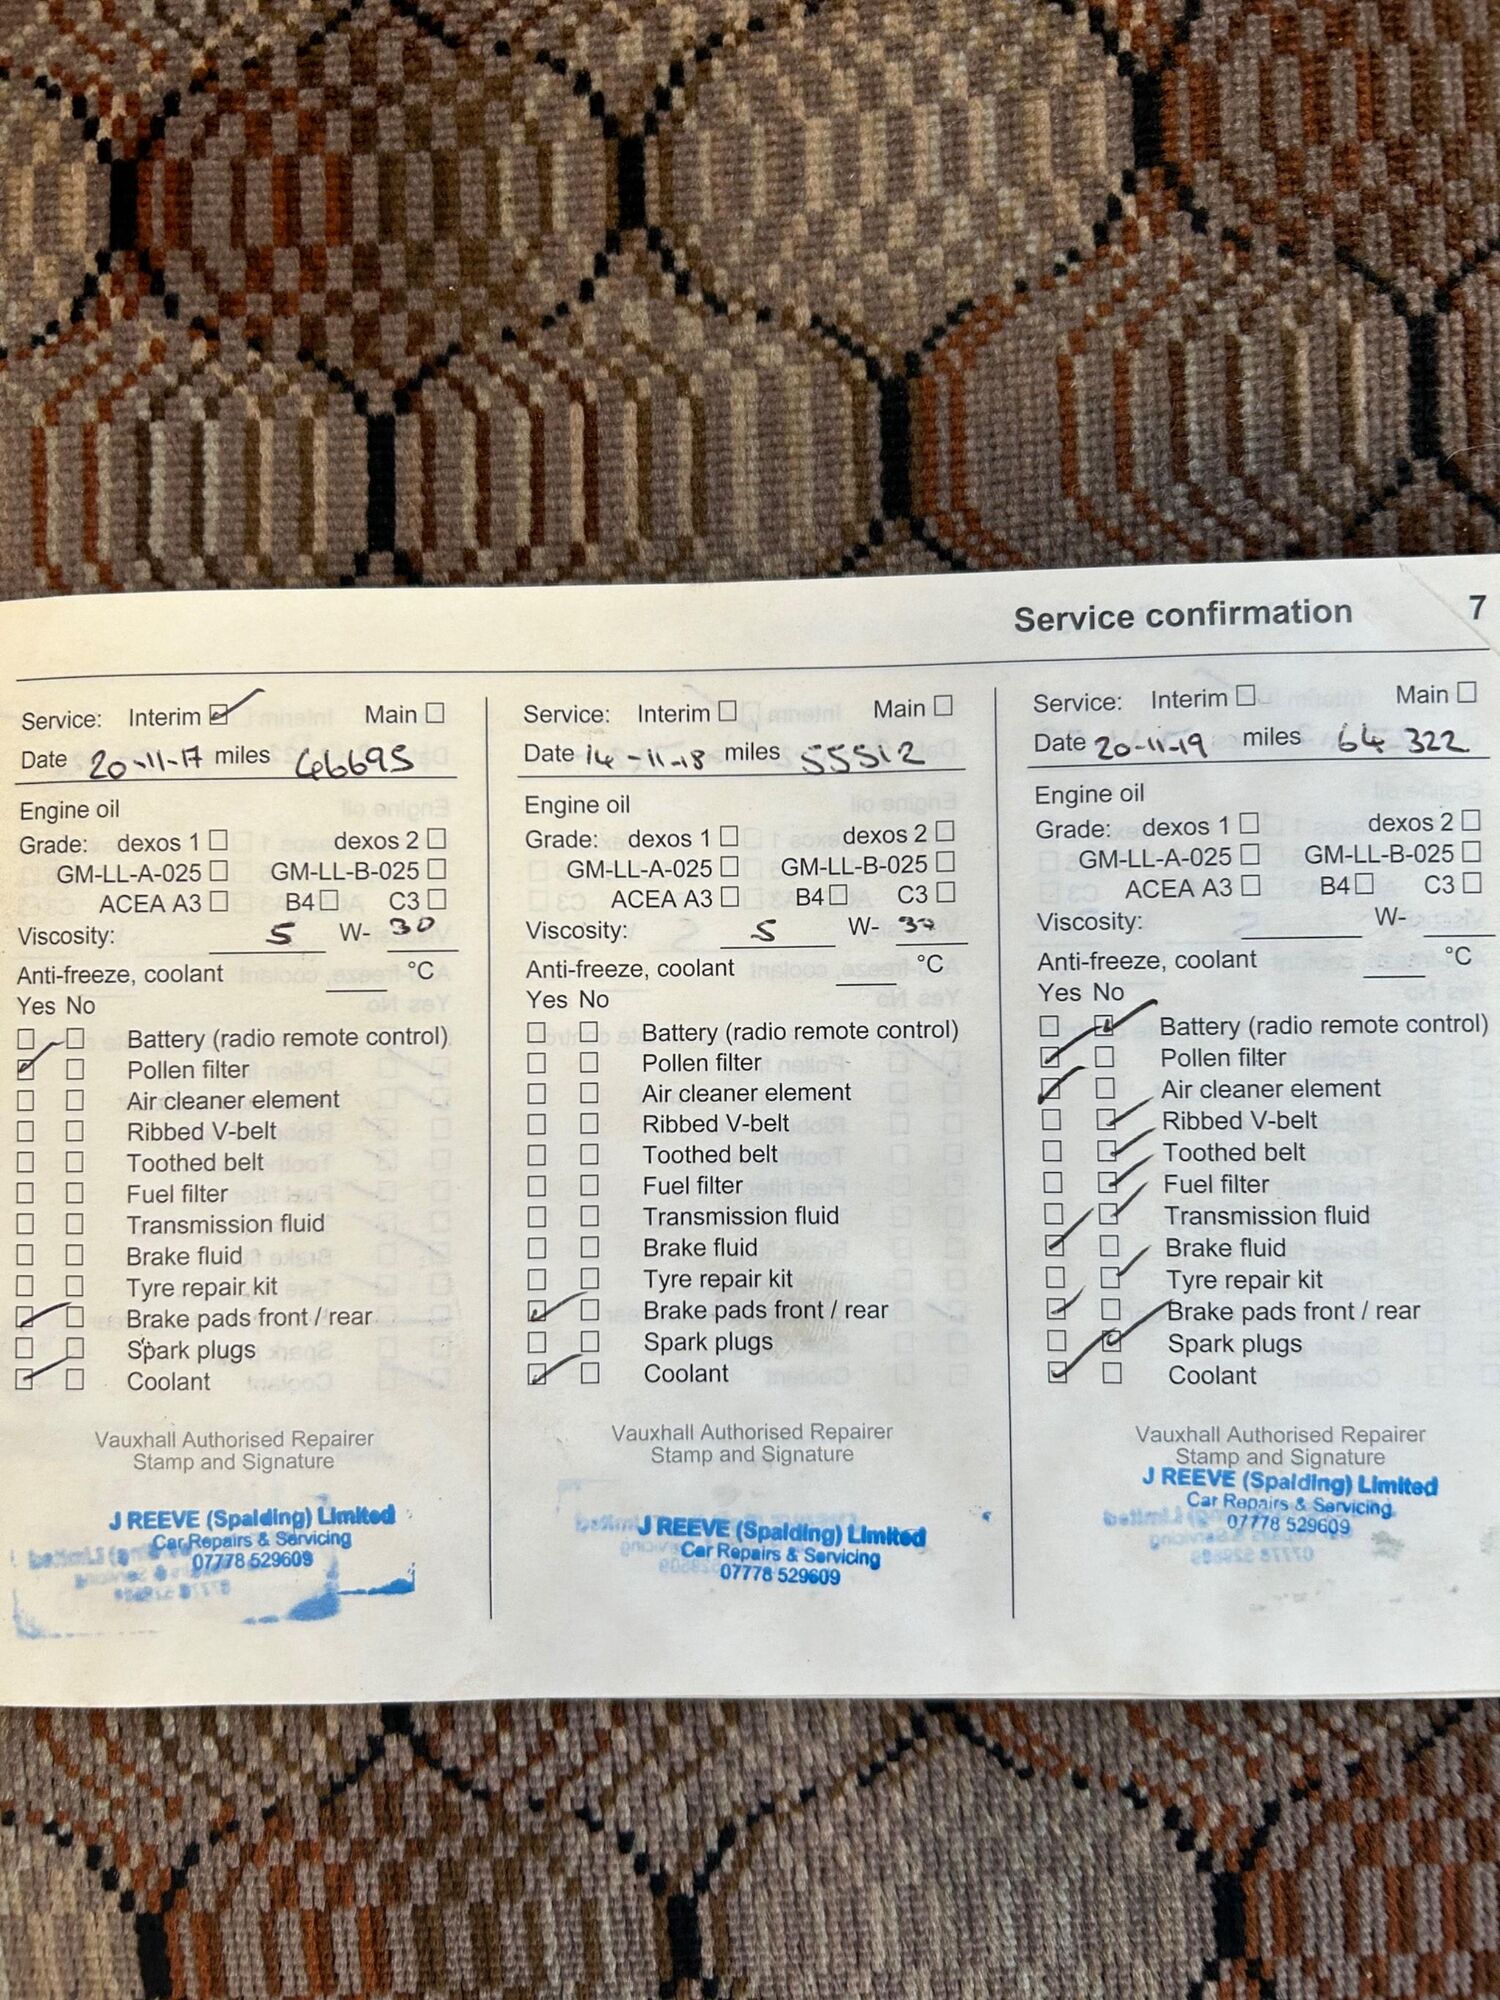 Service confirmation 7
Service: Interim Main
Date 20-11-17 miles 46695
Engine oil
Grade: dexos 1 dexos 2
GM-LL-A-025 GM-LL-B-025
ACEA A3 B4 C3
Viscosity: 5 W- 30
Anti-freeze, coolant °C
Yes No
Battery (radio remote control)
Pollen filter
Air cleaner element
Ribbed V-belt
Toothed belt
Fuel filter
Transmission fluid
Brake fluid
Tyre repair kit
Brake pads front / rear
Spark plugs
Coolant
Vauxhall Authorised Repairer
Stamp and Signature
J REEVE (Spalding) Limited
Car Repairs & Servicing
07778 529609
Service: Interim Main
Date 14-11-18 miles 55512
Engine oil
Grade: dexos 1 dexos 2
GM-LL-A-025 GM-LL-B-025
ACEA A3 B4 C3
Viscosity: 5 W- 30
Anti-freeze, coolant °C
Yes No
Battery (radio remote control)
Pollen filter
Air cleaner element
Ribbed V-belt
Toothed belt
Fuel filter
Transmission fluid
Brake fluid
Tyre repair kit
Brake pads front / rear
Spark plugs
Coolant
Vauxhall Authorised Repairer
Stamp and Signature
J REEVE (Spalding) Limited
Car Repairs & Servicing
07778 529609
Service: Interim Main
Date 20-11-19 miles 64-322
Engine oil
Grade: dexos 1 dexos 2
GM-LL-A-025 GM-LL-B-025
ACEA A3 B4 C3
Viscosity: W-
Anti-freeze, coolant °C
Yes No
Battery (radio remote control)
Pollen filter
Air cleaner element
Ribbed V-belt
Toothed belt
Fuel filter
Transmission fluid
Brake fluid
Tyre repair kit
Brake pads front / rear
Spark plugs
Coolant
Vauxhall Authorised Repairer
Stamp and Signature
J REEVE (Spalding) Limited
Car Repairs & Servicing
07778 529609